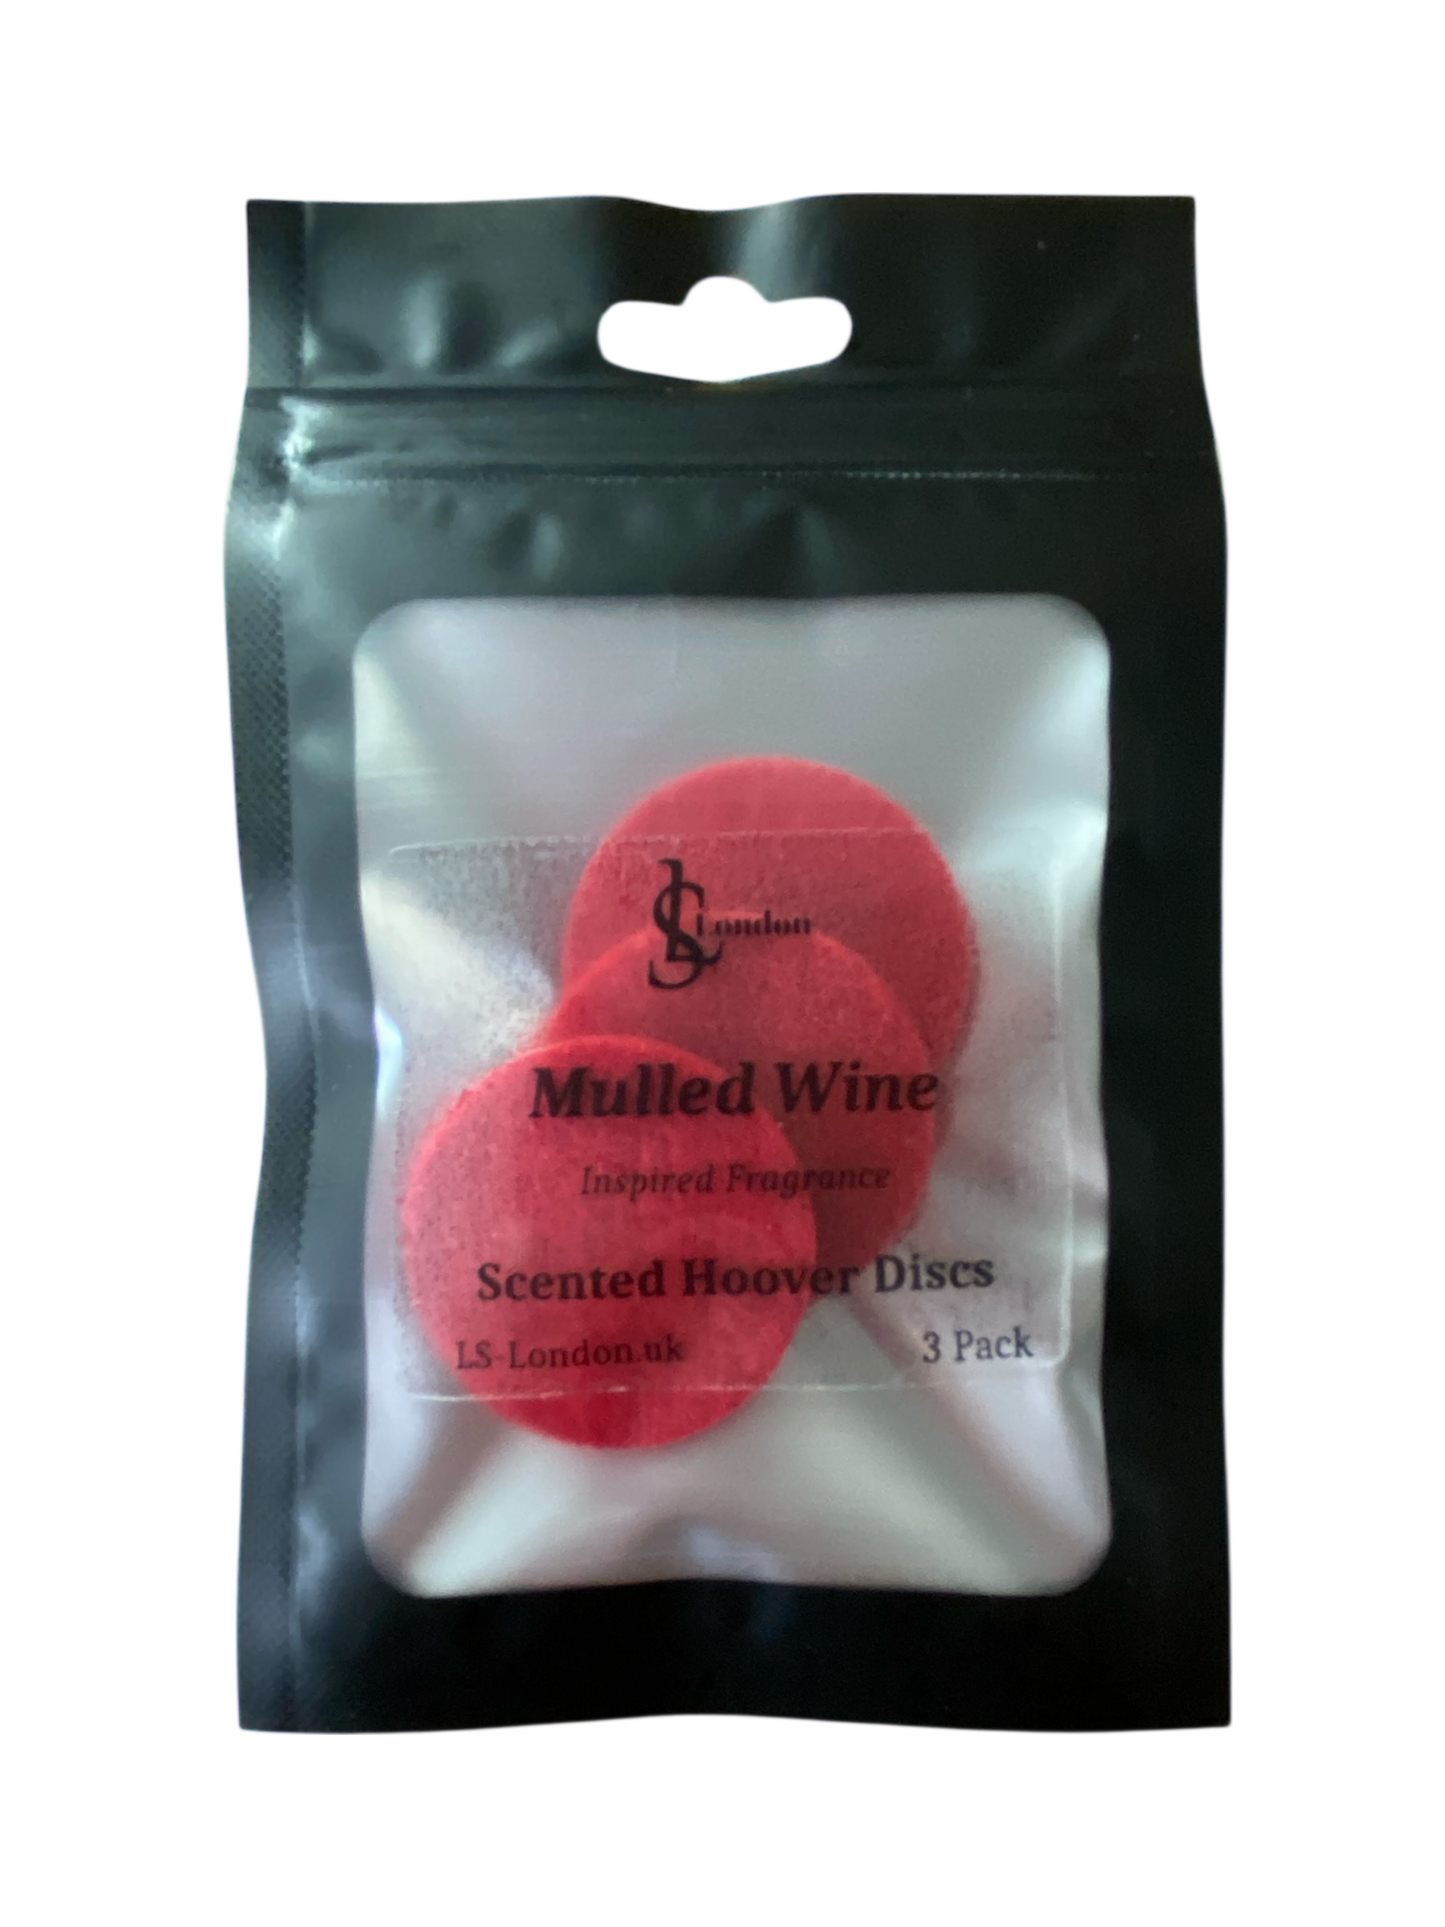 LS London
Mulled Wine
Inspired Fragrance
Scented Hoover Discs
LS-London.uk 3 Pack